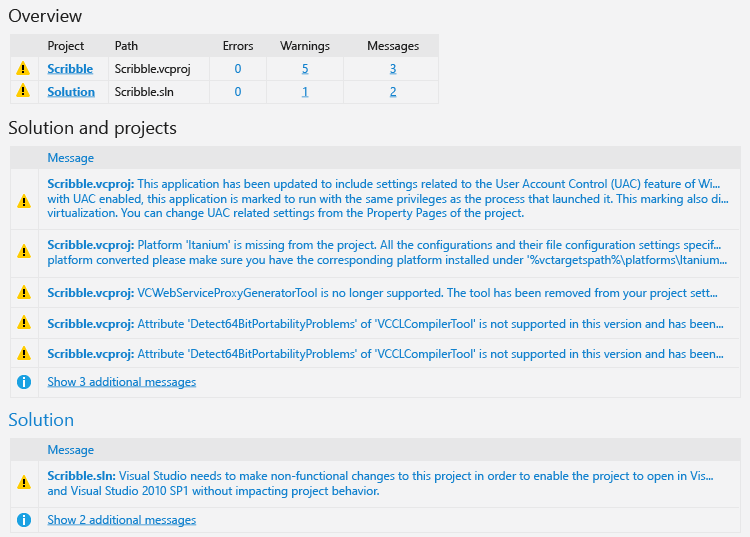 Overview
Project Path Errors Warnings Messages
Scribble Scribble.vcproj 0 5 3
Solution Scribble.sln 0 1 2
Solution and projects
Message
Scribble.vcproj: This application has been updated to include settings related to the User Account Control (UAC) feature of Wi...
with UAC enabled, this application is marked to run with the same privileges as the process that launched it. This marking also di...
virtualization. You can change UAC related settings from the Property Pages of the project.
Scribble.vcproj: Platform 'Itanium' is missing from the project. All the configurations and their file configuration settings specif...
platform converted please make sure you have the corresponding platform installed under '%vctargetspath%\platforms\Itanium...
Scribble.vcproj: VCWebServiceProxyGeneratorTool is no longer supported. The tool has been removed from your project sett...
Scribble.vcproj: Attribute 'Detect64BitPortabilityProblems' of 'VCCLCompilerTool' is not supported in this version and has been...
Scribble.vcproj: Attribute 'Detect64BitPortabilityProblems' of 'VCCLCompilerTool' is not supported in this version and has been...
Show 3 additional messages
Solution
Message
Scribble.sln: Visual Studio needs to make non-functional changes to this project in order to enable the project to open in Vis...
and Visual Studio 2010 SP1 without impacting project behavior.
Show 2 additional messages